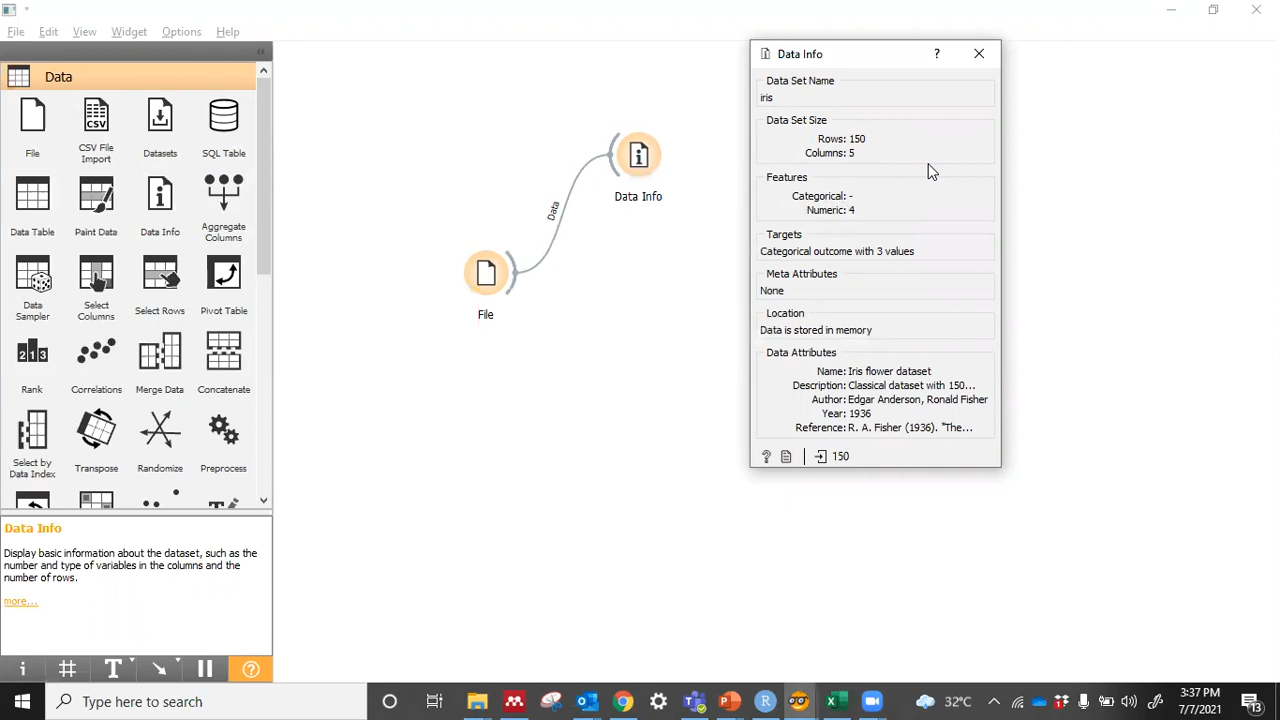 File Edit View Widget Options Help
Data
File
CSV File
Import
Datasets
SQL Table
Data Table
Paint Data
Data Info
Aggregate
Columns
Data
Sampler
Select
Columns
Select Rows
Pivot Table
Rank
Correlations
Merge Data
Concatenate
Select by
Data Index
Transpose
Randomize
Preprocess
Data Info
Display basic information about the dataset, such as the
number and type of variables in the columns and the
number of rows.
more...
Data
Data Info
File
Data Info ?
Data Set Name
iris
Data Set Size
Rows: 150
Columns: 5
Features
Categorical: -
Numeric: 4
Targets
Categorical outcome with 3 values
Meta Attributes
None
Location
Data is stored in memory
Data Attributes
Name: Iris flower dataset
Description: Classical dataset with 150...
Author: Edgar Anderson, Ronald Fisher
Year: 1936
Reference: R. A. Fisher (1936). "The...
? 150
Type here to search
32°C
3:37 PM
7/7/2021
13